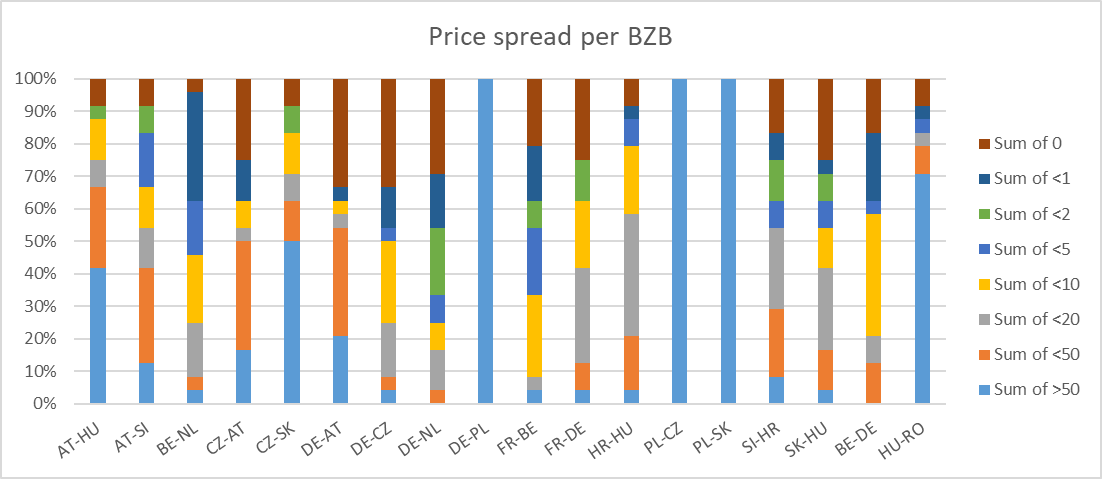 Price spread per BZB
100%
90%
80%
70%
60%
50%
40%
30%
20%
10%
0%
AT-HU
AT-SI
BE-NL
CZ-AT
CZ-SK
DE-AT
DE-CZ
DE-NL
DE-PL
FR-BE
FR-DE
HR-HU
PL-CZ
PL-SK
SI-HR
SK-HU
BE-DE
HU-RO
Sum of 0
Sum of <1
Sum of <2
Sum of <5
Sum of <10
Sum of <20
Sum of <50
Sum of >50